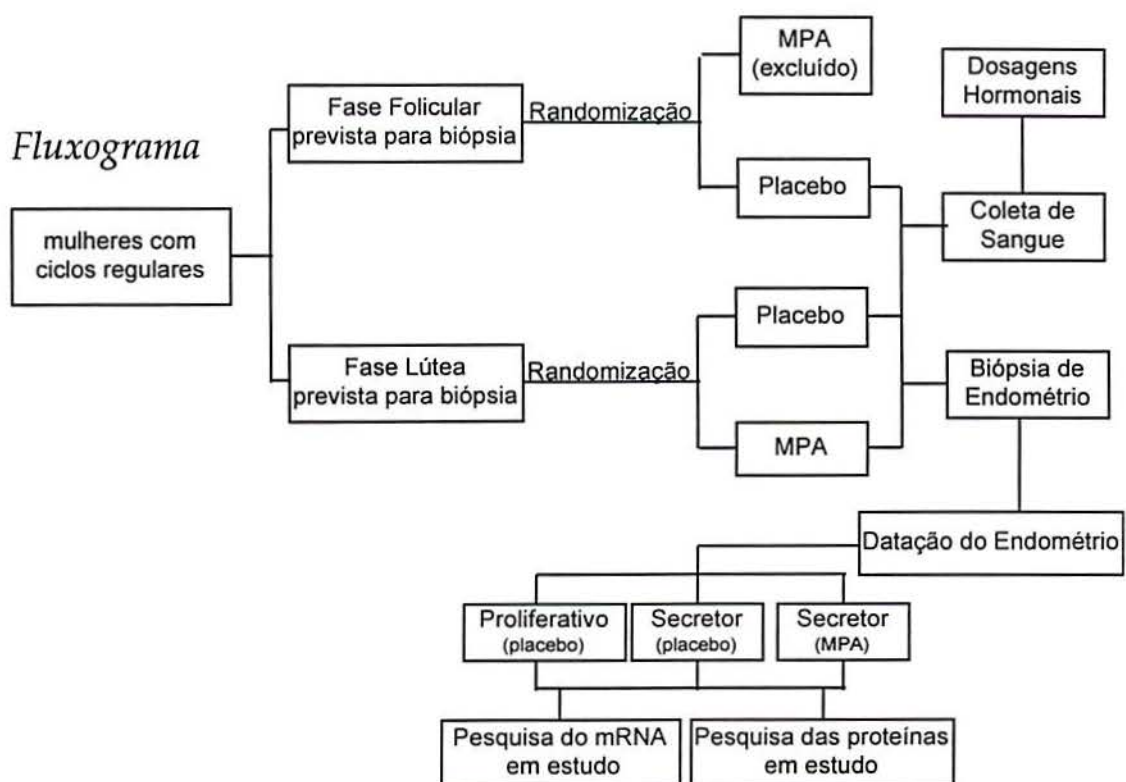 Fluxograma
mulheres com
ciclos regulares
Fase Folicular
prevista para biópsia
Randomização
MPA
(excluído)
Placebo
Fase Lútea
prevista para biópsia
Randomização
Placebo
MPA
Dosagens
Hormonais
Coleta de
Sangue
Biópsia de
Endométrio
Datação do Endométrio
Proliferativo
(placebo)
Secretor
(placebo)
Secretor
(MPA)
Pesquisa do mRNA
em estudo
Pesquisa das proteínas
em estudo